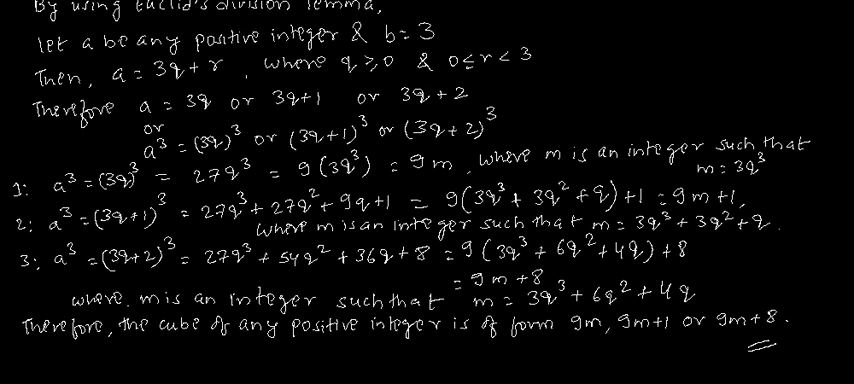 By using Euclid's division lemma,
let a be any positive integer & b = 3
Then, a = 3q + r , where q ≥ 0 & 0 ≤ r < 3
Therefore a = 3q or 3q+1 or 3q+2
or
a³ = (3q)³ or (3q+1)³ or (3q+2)³
1: a³ = (3q)³ = 27q³ = 9(3q³) = 9m , where m is an integer such that
m = 3q³
2: a³ = (3q+1)³ = 27q³ + 27q² + 9q + 1 = 9(3q³ + 3q² + q) + 1 = 9m+1,
where m is an integer such that m = 3q³ + 3q² + q.
3: a³ = (3q+2)³ = 27q³ + 54q² + 36q + 8 = 9(3q³ + 6q² + 4q) + 8
= 9m+8
where. m is an integer such that m = 3q³ + 6q² + 4q
Therefore, the cube of any positive integer is of form 9m, 9m+1 or 9m+8.